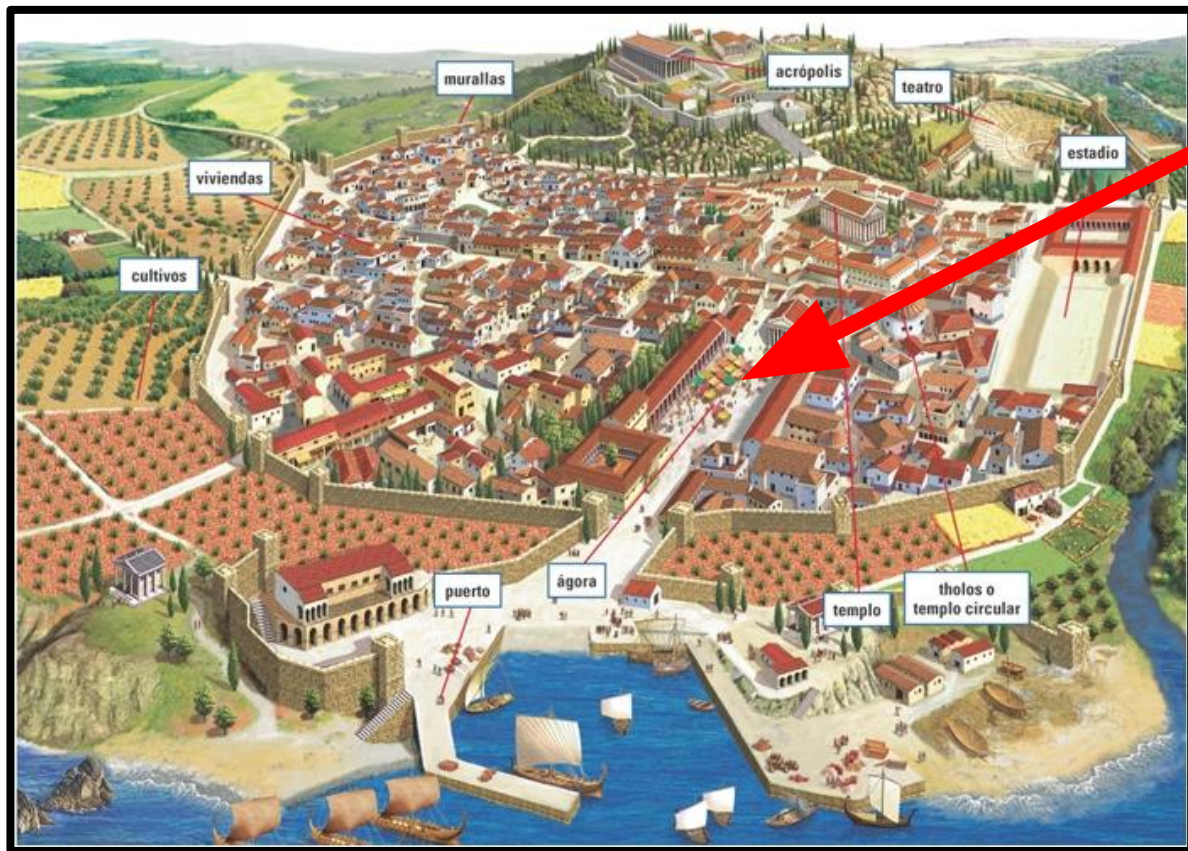 acrópolis
murallas
teatro
estadio
viviendas
cultivos
ágora
puerto
templo
tholos o
templo circular